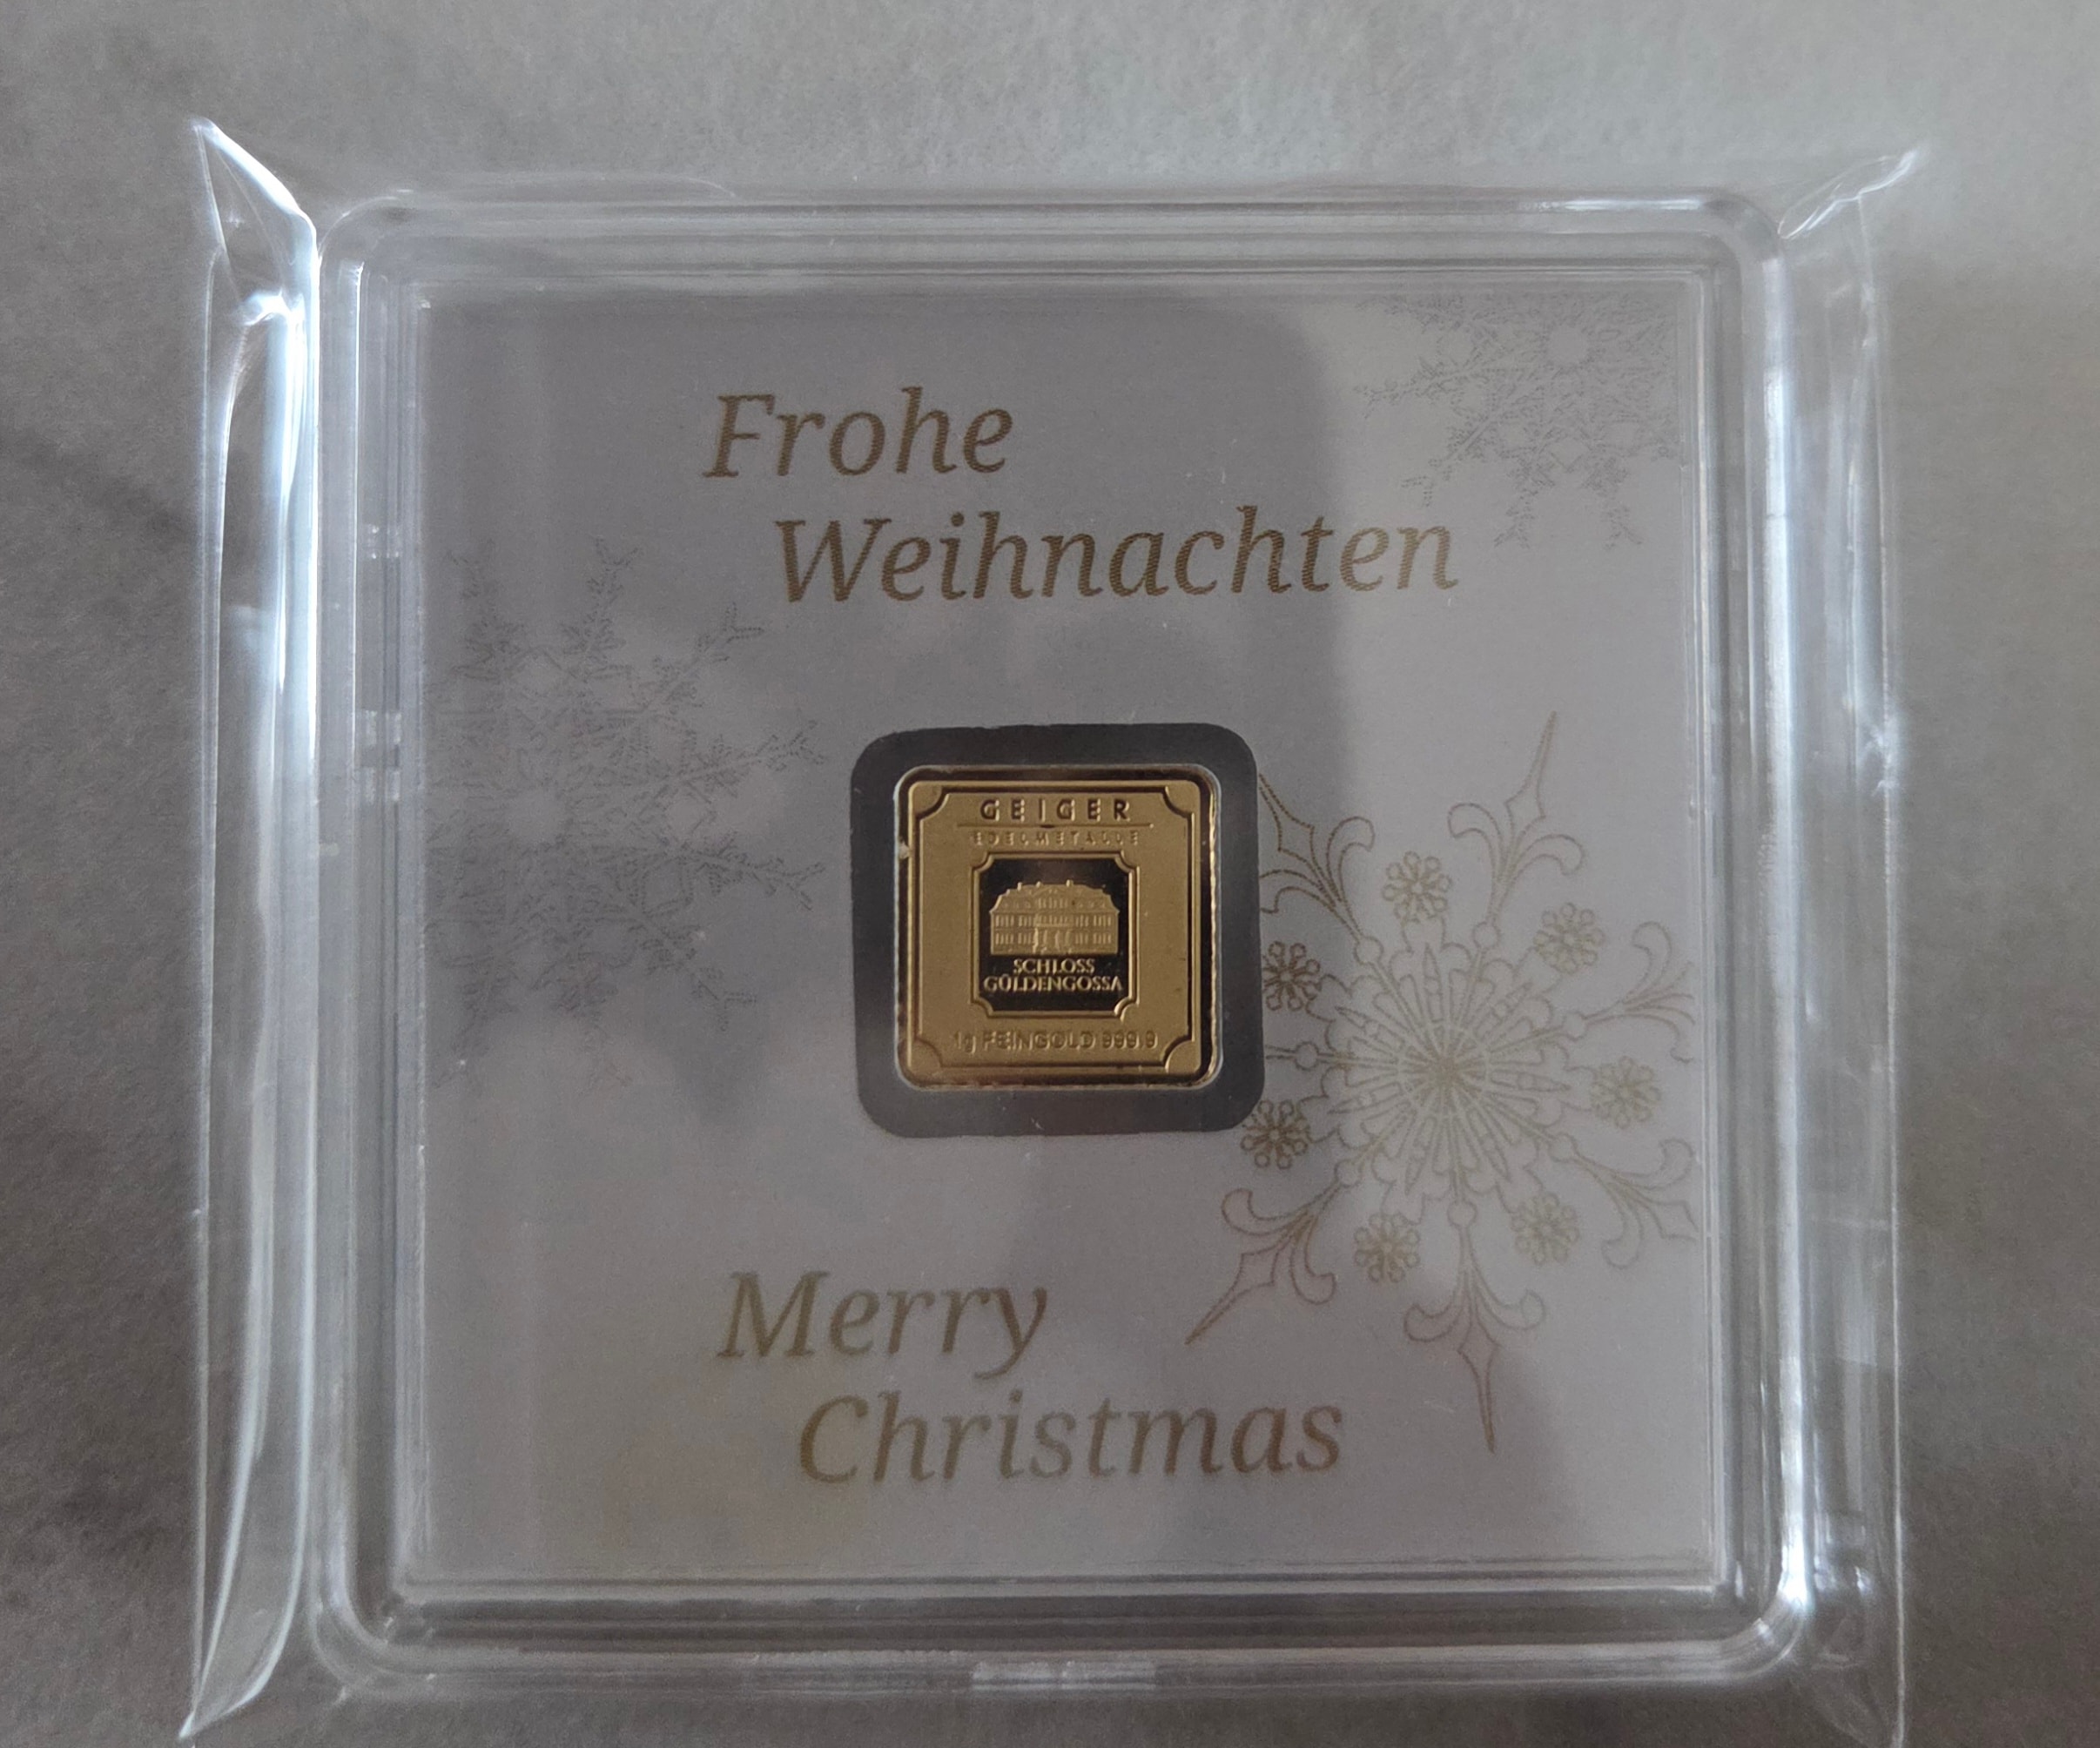 Frohe
Weihnachten
GEIGER
EDELMETALLE
SCHLOSS
GÜLDENGOSSA
1g FEINGOLD 999.9
Merry
Christmas